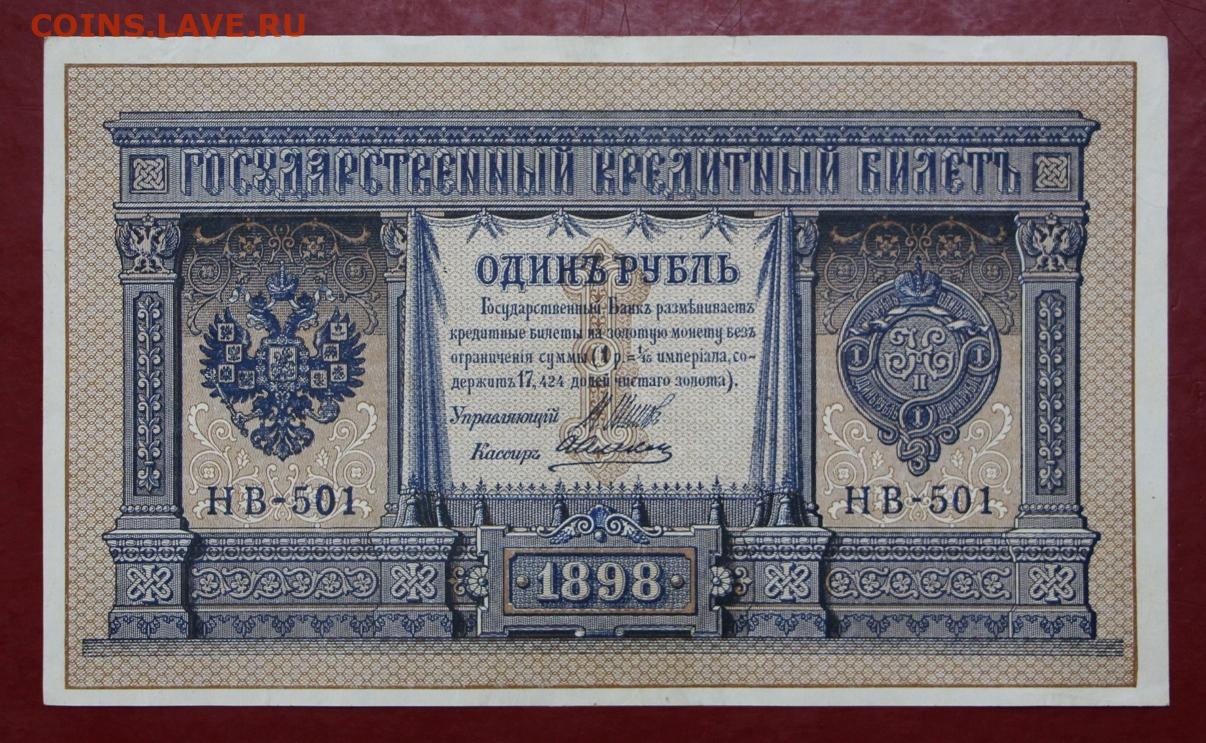 COINS.LAVE.RU
ГОСУДАРСТВЕННЫЙ КРЕДИТНЫЙ БИЛЕТЪ
ОДИНЪ РУБЛЬ
Государственный Банкъ размѣниваетъ
кредитные билеты на золотую монету безъ
ограниченія суммы (1 р.=1/15 имперіала, со-
держитъ 17,424 долей чистаго золота).
Управляющій
Кассиръ
НВ-501
НВ-501
1898